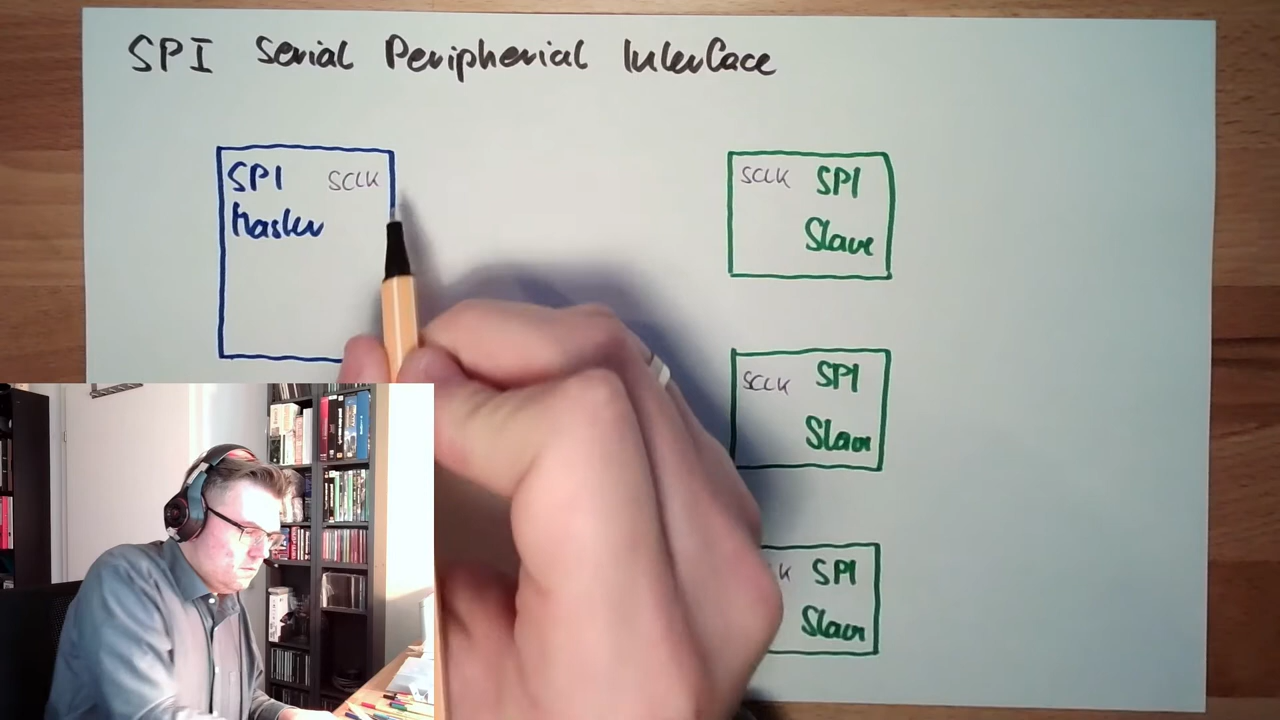 SPI Serial Peripherial Interface
SPI SCLK
Master
SCLK SPI
Slave
SCLK SPI
Slave
K SPI
Slave